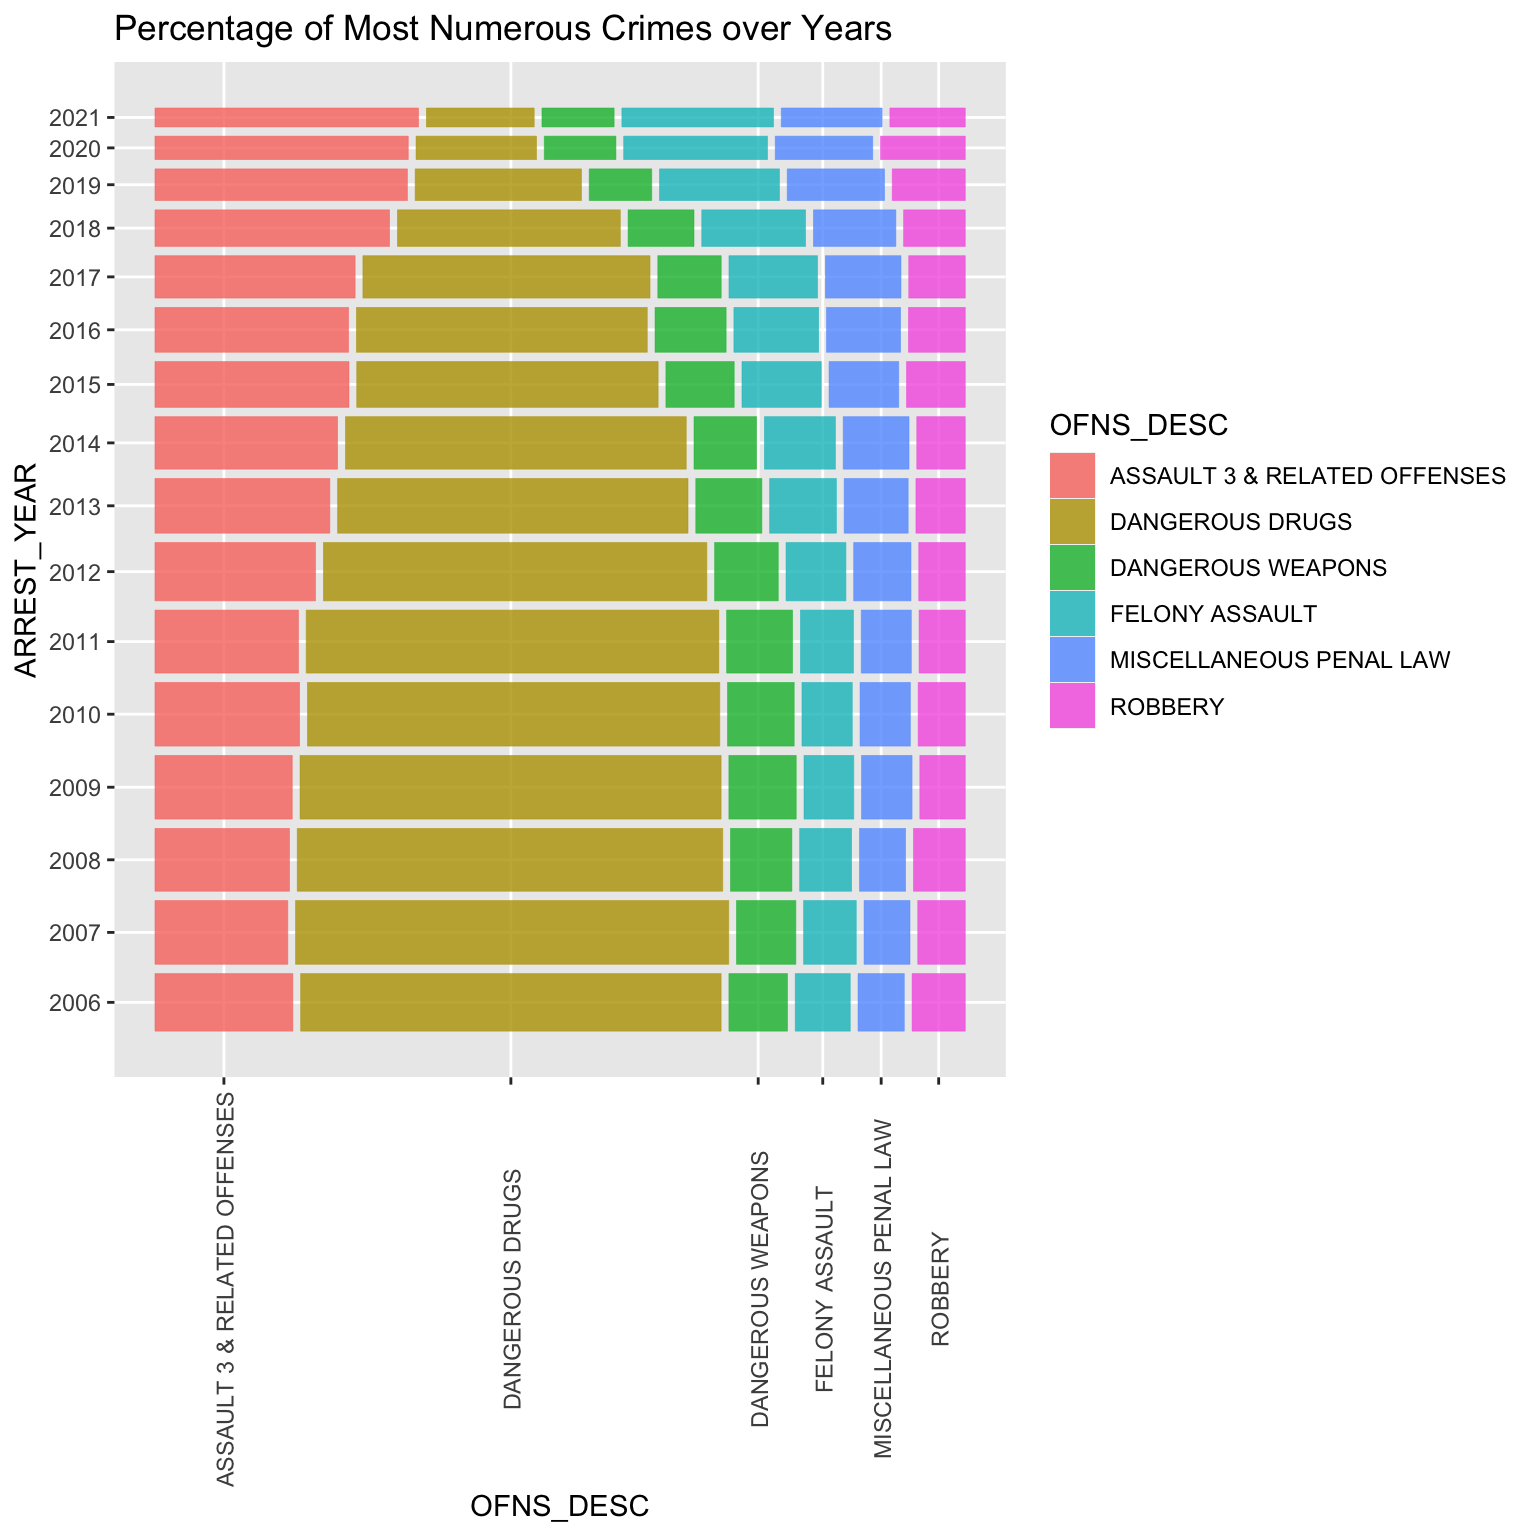 Percentage of Most Numerous Crimes over Years
2021
2020
2019
2018
2017
2016
2015
2014
2013
2012
2011
2010
2009
2008
2007
2006
ARREST_YEAR
ASSAULT 3 & RELATED OFFENSES
DANGEROUS DRUGS
DANGEROUS WEAPONS
FELONY ASSAULT
MISCELLANEOUS PENAL LAW
ROBBERY
OFNS_DESC
OFNS_DESC
ASSAULT 3 & RELATED OFFENSES
DANGEROUS DRUGS
DANGEROUS WEAPONS
FELONY ASSAULT
MISCELLANEOUS PENAL LAW
ROBBERY